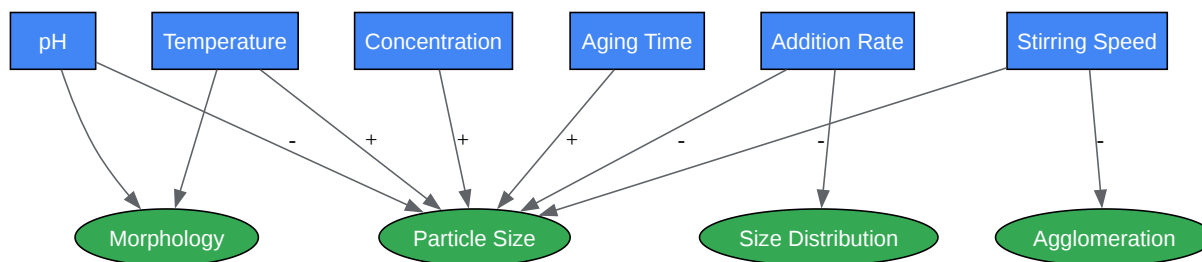 pH
Temperature
Concentration
Aging Time
Addition Rate
Stirring Speed
-
+
+
+
-
-
-
Morphology
Particle Size
Size Distribution
Agglomeration